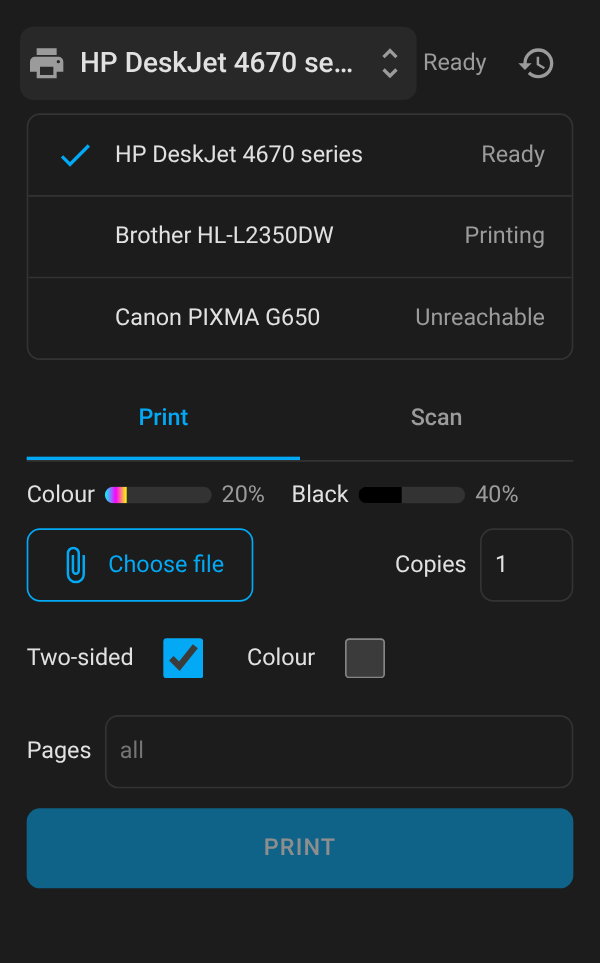 HP DeskJet 4670 se... Ready
HP DeskJet 4670 series Ready
Brother HL-L2350DW Printing
Canon PIXMA G650 Unreachable
Print Scan
Colour 20% Black 40%
Choose file Copies 1
Two-sided Colour
Pages all
PRINT